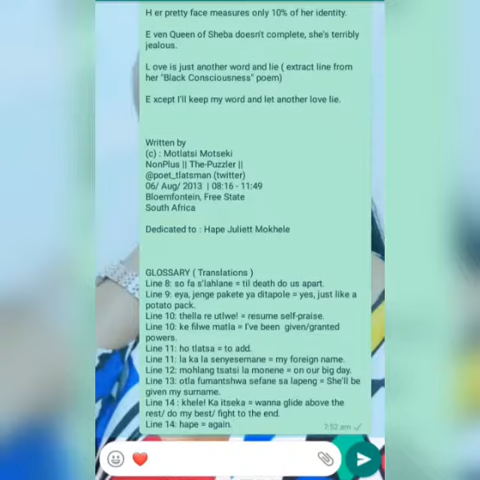 H er pretty face measures only 10% of her identity.
E ven Queen of Sheba doesn't complete, she's terribly
jealous.
L ove is just another word and lie ( extract line from
her "Black Consciousness" poem)
E xcept I'll keep my word and let another love lie.
Written by
(c) : Motlatsi Motseki
NonPlus || The-Puzzler ||
@poet_tlatsman (twitter)
06/ Aug/ 2013 | 08:16 - 11:49
Bloemfontein, Free State
South Africa
Dedicated to : Hape Juliett Mokhele
GLOSSARY ( Translations )
Line 8: so fa s'lahlane = til death do us apart.
Line 9: eya, jenge pakete ya ditapole = yes, just like a
potato pack.
Line 10: thella re utlwe! = resume self-praise.
Line 10: ke filwe matla = I've been given/granted
powers.
Line 11: ho tlatsa = to add.
Line 11: la ka la senyesemane = my foreign name.
Line 12: mohlang tsatsi la monene = on our big day.
Line 13: otla fumantshwa sefane sa lapeng = She'll be
given my surname.
Line 14 : khele! Ka itseka = wanna glide above the
rest/ do my best/ fight to the end.
Line 14: hape = again.
7:52 am